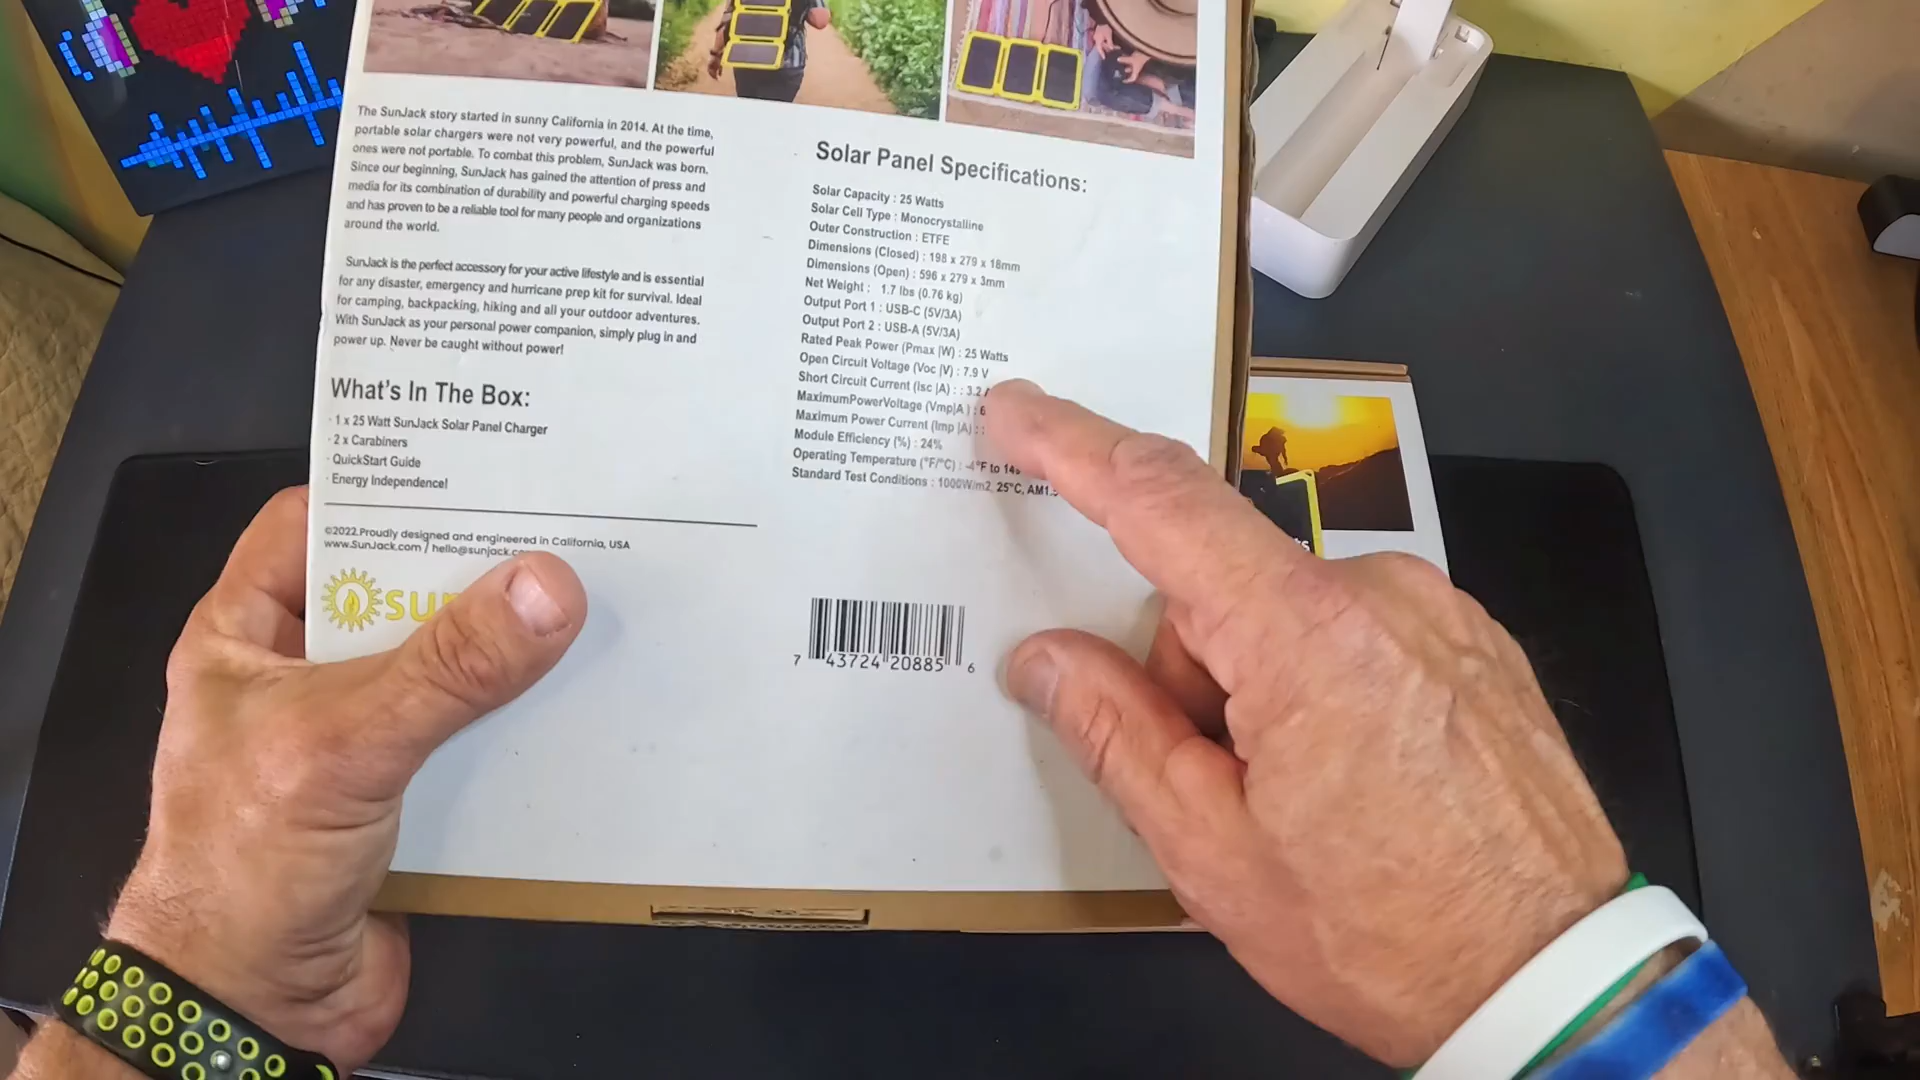 The SunJack story started in sunny California in 2014. At the time,
portable solar chargers were not very powerful, and the powerful
ones were not portable. To combat this problem, SunJack was born.
Since our beginning, SunJack has gained the attention of press and
media for its combination of durability and powerful charging speeds
and has proven to be a reliable tool for many people and organizations
around the world.
SunJack is the perfect accessory for your active lifestyle and is essential
for any disaster, emergency and hurricane prep kit for survival. Ideal
for camping, backpacking, hiking and all your outdoor adventures.
With SunJack as your personal power companion, simply plug in and
power up. Never be caught without power!
What's In The Box:
· 1 x 25 Watt SunJack Solar Panel Charger
· 2 x Carabiners
· QuickStart Guide
· Energy Independence!
©2022.Proudly designed and engineered in California, USA
www.SunJack.com / hello@sunjack.c
su
Solar Panel Specifications:
Solar Capacity : 25 Watts
Solar Cell Type : Monocrystalline
Outer Construction : ETFE
Dimensions (Closed) : 198 x 279 x 18mm
Dimensions (Open) : 596 x 279 x 3mm
Net Weight : 1.7 lbs (0.76 kg)
Output Port 1 : USB-C (5V/3A)
Output Port 2 : USB-A (5V/3A)
Rated Peak Power (Pmax |W) : 25 Watts
Open Circuit Voltage (Voc |V) : 7.9 V
Short Circuit Current (Isc |A) : : 3.2
MaximumPowerVoltage (Vmp|A ) : 6
Maximum Power Current (Imp |A) : :
Module Efficiency (%) : 24%
Operating Temperature (°F/°C) : -4°F to 14
Standard Test Conditions : 1000W/m2, 25°C, AM1.
7 43724 20885 6